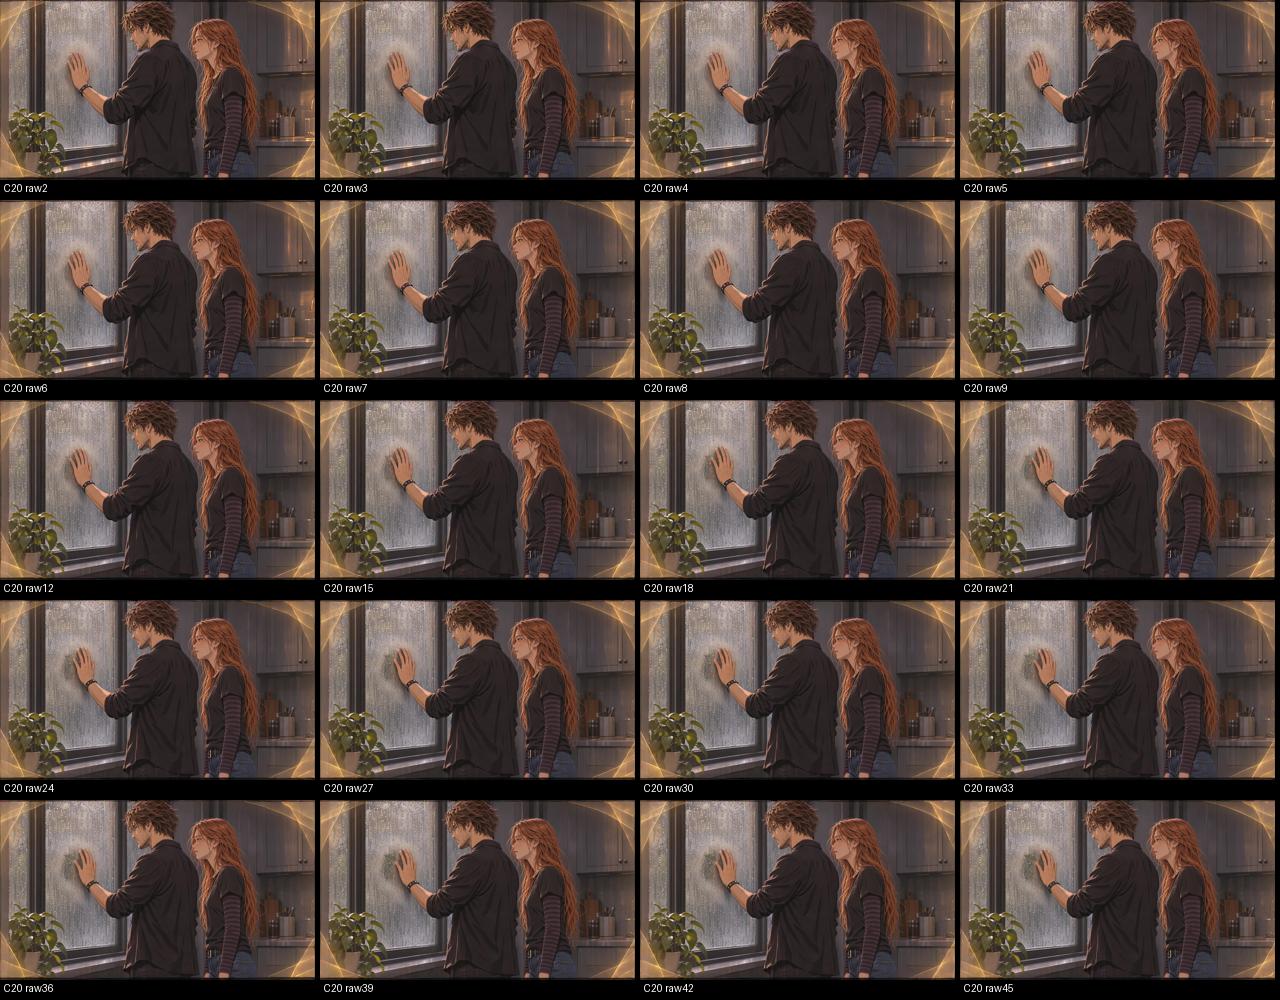 C20 raw2
C20 raw3
C20 raw4
C20 raw5
C20 raw6
C20 raw7
C20 raw8
C20 raw9
C20 raw12
C20 raw15
C20 raw18
C20 raw21
C20 raw24
C20 raw27
C20 raw30
C20 raw33
C20 raw36
C20 raw39
C20 raw42
C20 raw45